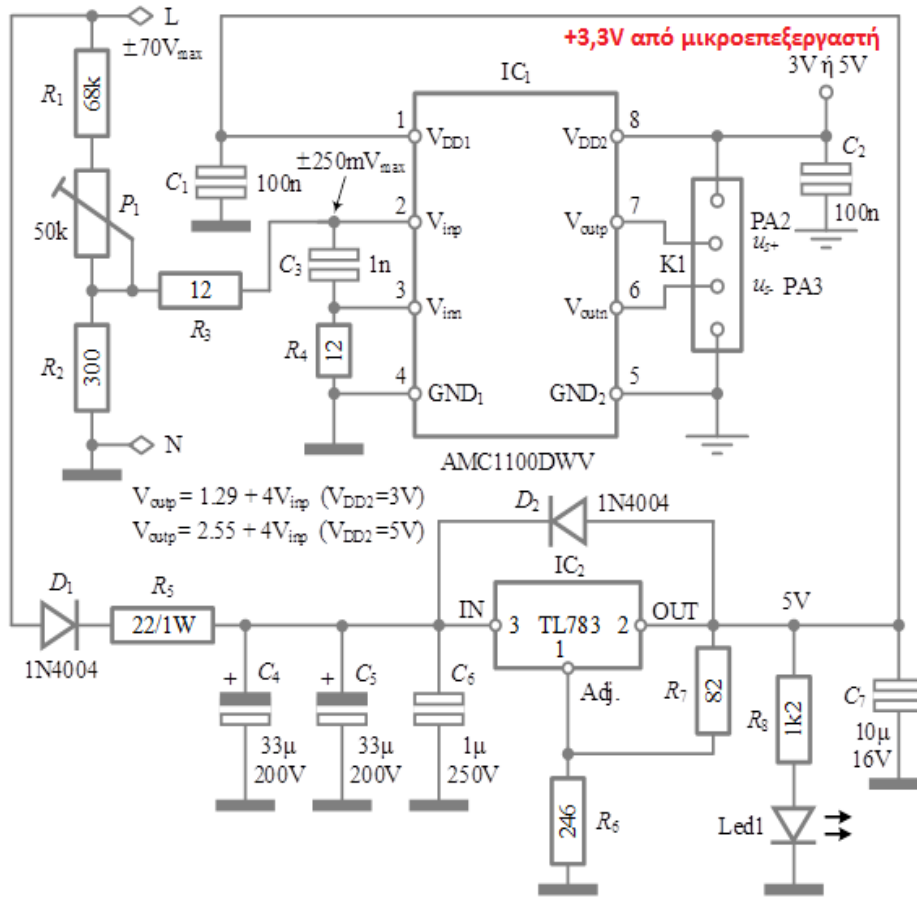 L
±70Vmax
+3,3V από μικροεπεξεργαστή
3V ή 5V
IC1
R1
68k
1
VDD1
VDD2
8
C2
100n
C1
100n
±250mVmax
P1
50k
2
Vinp
Voutp
7
PA2
us+
C3
1n
K1
12
R3
3
Vinn
Voutn
6
us- PA3
R2
300
R4
12
4
GND1
GND2
5
N
AMC1100DWV
Voutp = 1.29 + 4Vinp (VDD2=3V)
Voutp = 2.55 + 4Vinp (VDD2=5V)
D2
1N4004
IC2
D1
R5
22/1W
1N4004
IN
3
TL783
2
OUT
5V
1
Adj.
+
C4
33μ
200V
+
C5
33μ
200V
C6
1μ
250V
R7
82
R8
1k2
C7
10μ
16V
246
R6
Led1